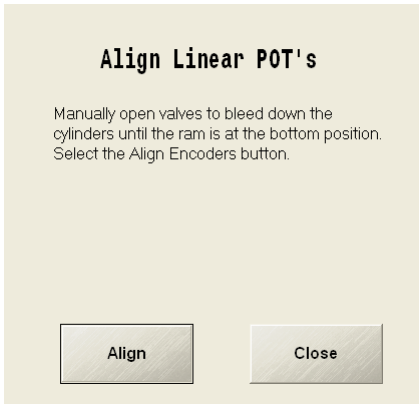 Align Linear POT's
Manually open valves to bleed down the
cylinders until the ram is at the bottom position.
Select the Align Encoders button.
Align
Close